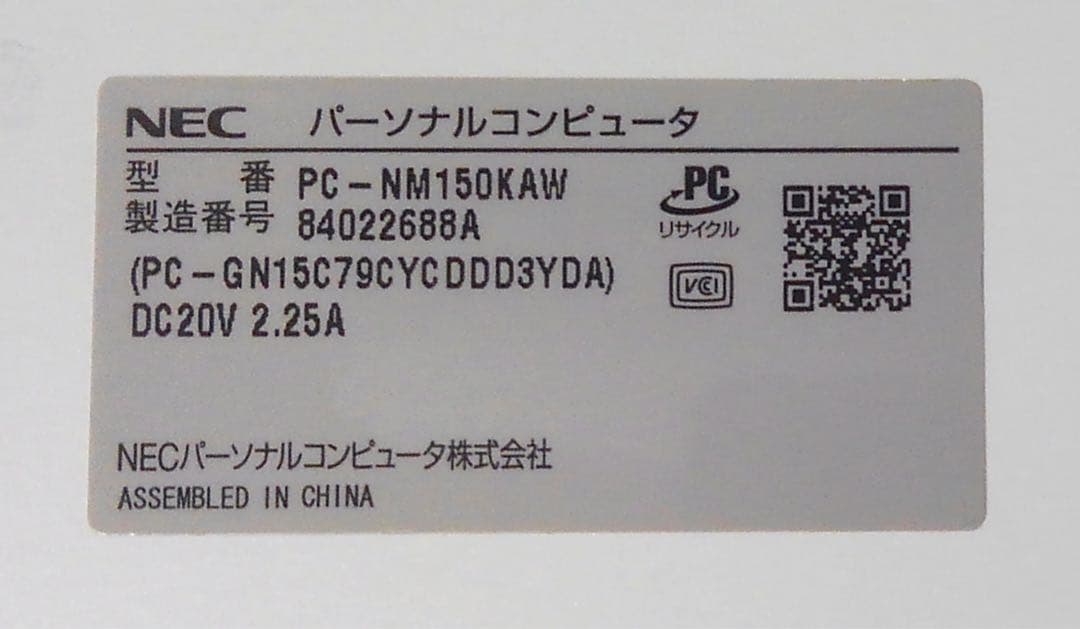 NEC パーソナルコンピュータ
型 番 PC-NM150KAW
製造番号 84022688A
(PC-GN15C79CYCDDD3YDA)
DC20V 2.25A
PC
リサイクル
VCCI
NECパーソナルコンピュータ株式会社
ASSEMBLED IN CHINA